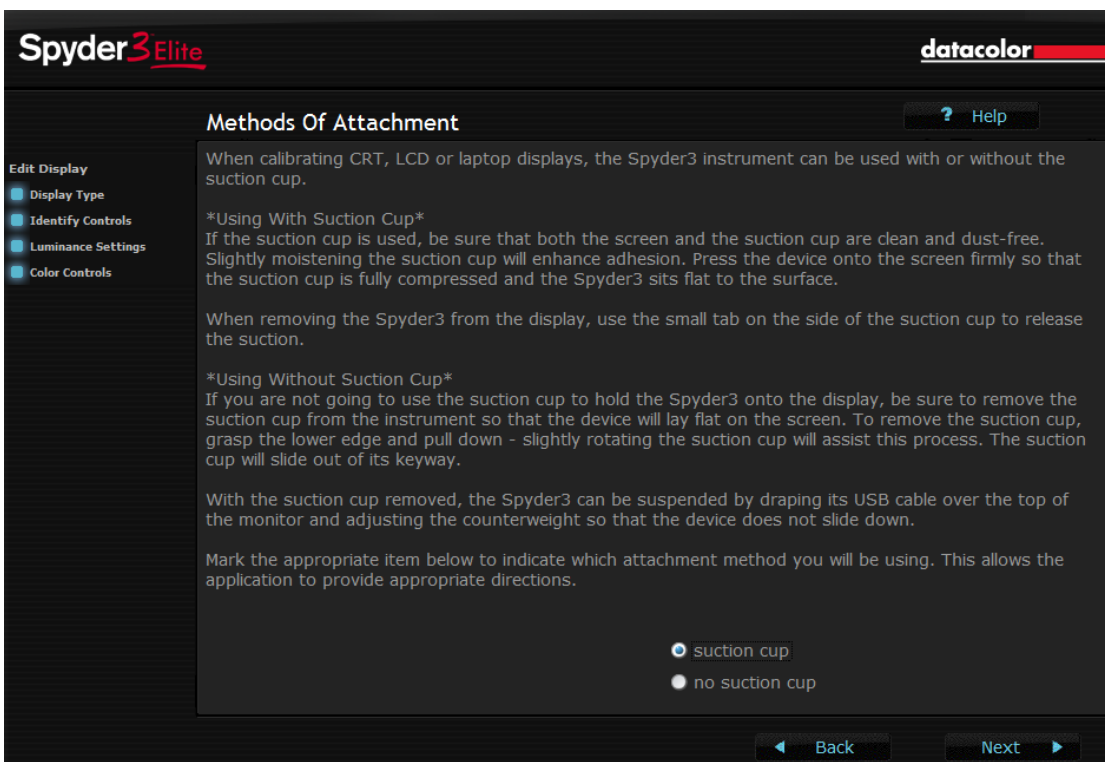 Spyder3Elite
datacolor
Methods Of Attachment
? Help
Edit Display
Display Type
Identify Controls
Luminance Settings
Color Controls
When calibrating CRT, LCD or laptop displays, the Spyder3 instrument can be used with or without the
suction cup.
*Using With Suction Cup*
If the suction cup is used, be sure that both the screen and the suction cup are clean and dust-free.
Slightly moistening the suction cup will enhance adhesion. Press the device onto the screen firmly so that
the suction cup is fully compressed and the Spyder3 sits flat to the surface.
When removing the Spyder3 from the display, use the small tab on the side of the suction cup to release
the suction.
*Using Without Suction Cup*
If you are not going to use the suction cup to hold the Spyder3 onto the display, be sure to remove the
suction cup from the instrument so that the device will lay flat on the screen. To remove the suction cup,
grasp the lower edge and pull down - slightly rotating the suction cup will assist this process. The suction
cup will slide out of its keyway.
With the suction cup removed, the Spyder3 can be suspended by draping its USB cable over the top of
the monitor and adjusting the counterweight so that the device does not slide down.
Mark the appropriate item below to indicate which attachment method you will be using. This allows the
application to provide appropriate directions.
suction cup
no suction cup
Back
Next